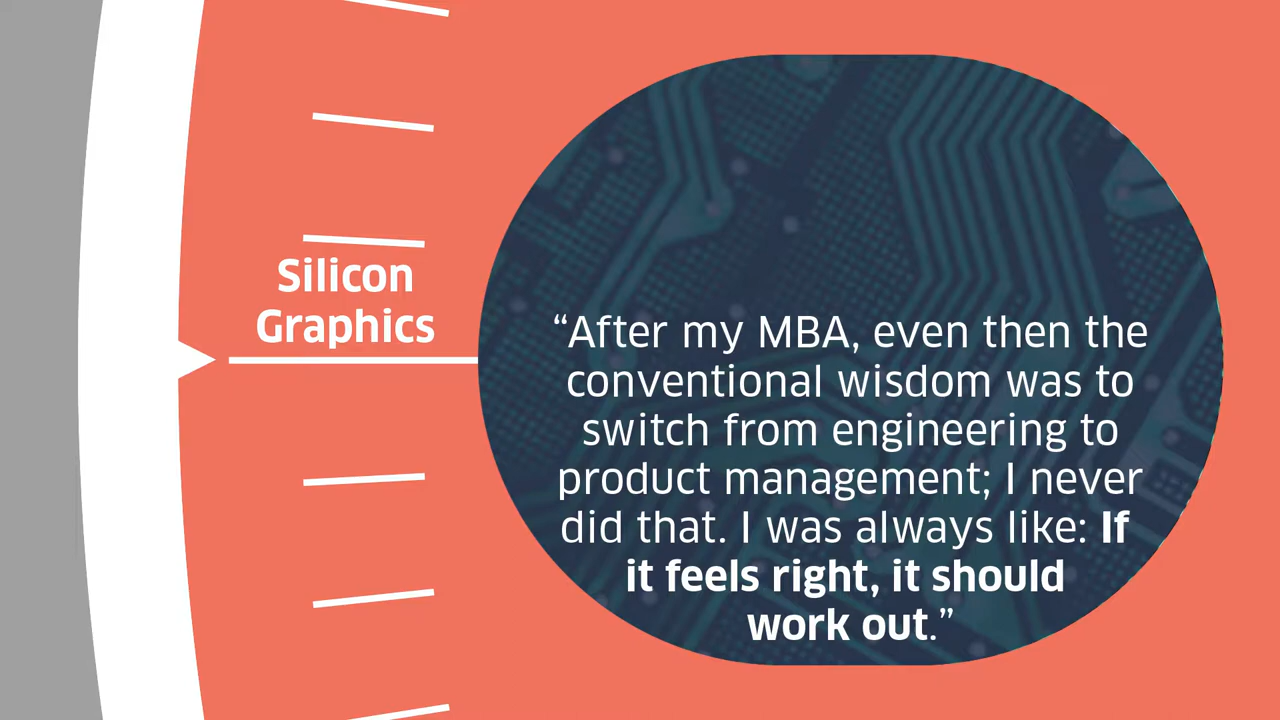 Silicon
Graphics
“After my MBA, even then the
conventional wisdom was to
switch from engineering to
product management; I never
did that. I was always like: If
it feels right, it should
work out.”